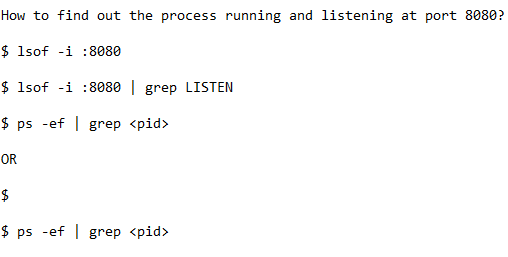 How to find out the process running and listening at port 8080?
$ lsof -i :8080
$ lsof -i :8080 | grep LISTEN
$ ps -ef | grep <pid>
OR
$
$ ps -ef | grep <pid>